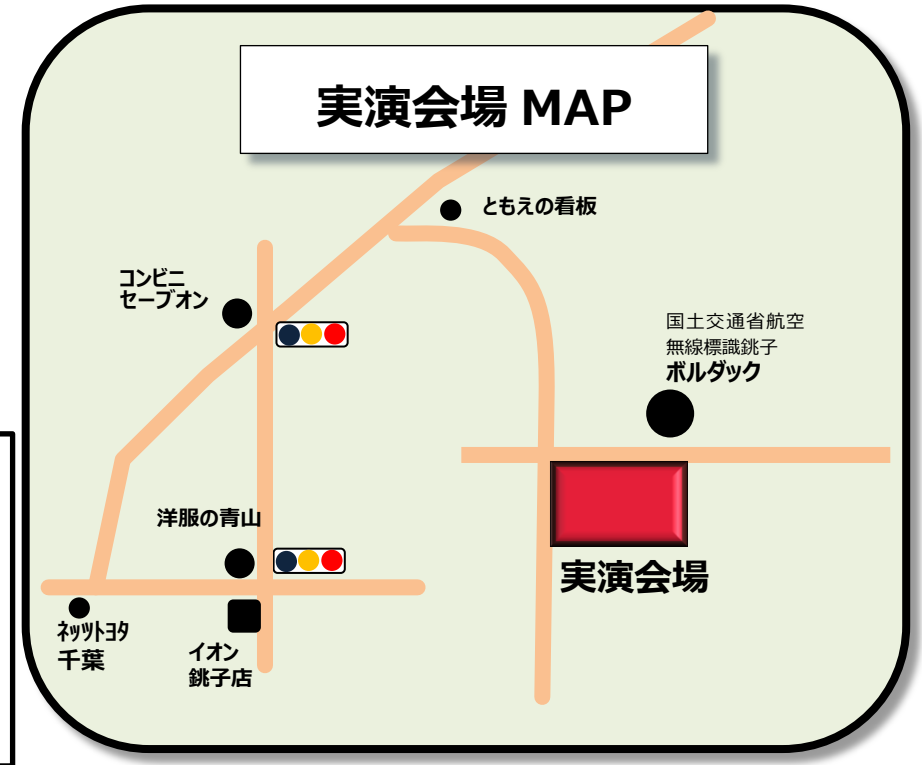 実演会場 MAP
ともえの看板
コンビニ
セーブオン
国土交通省航空
無線標識銚子
ボルダック
洋服の青山
実演会場
ネッツトヨタ
千葉
イオン
銚子店